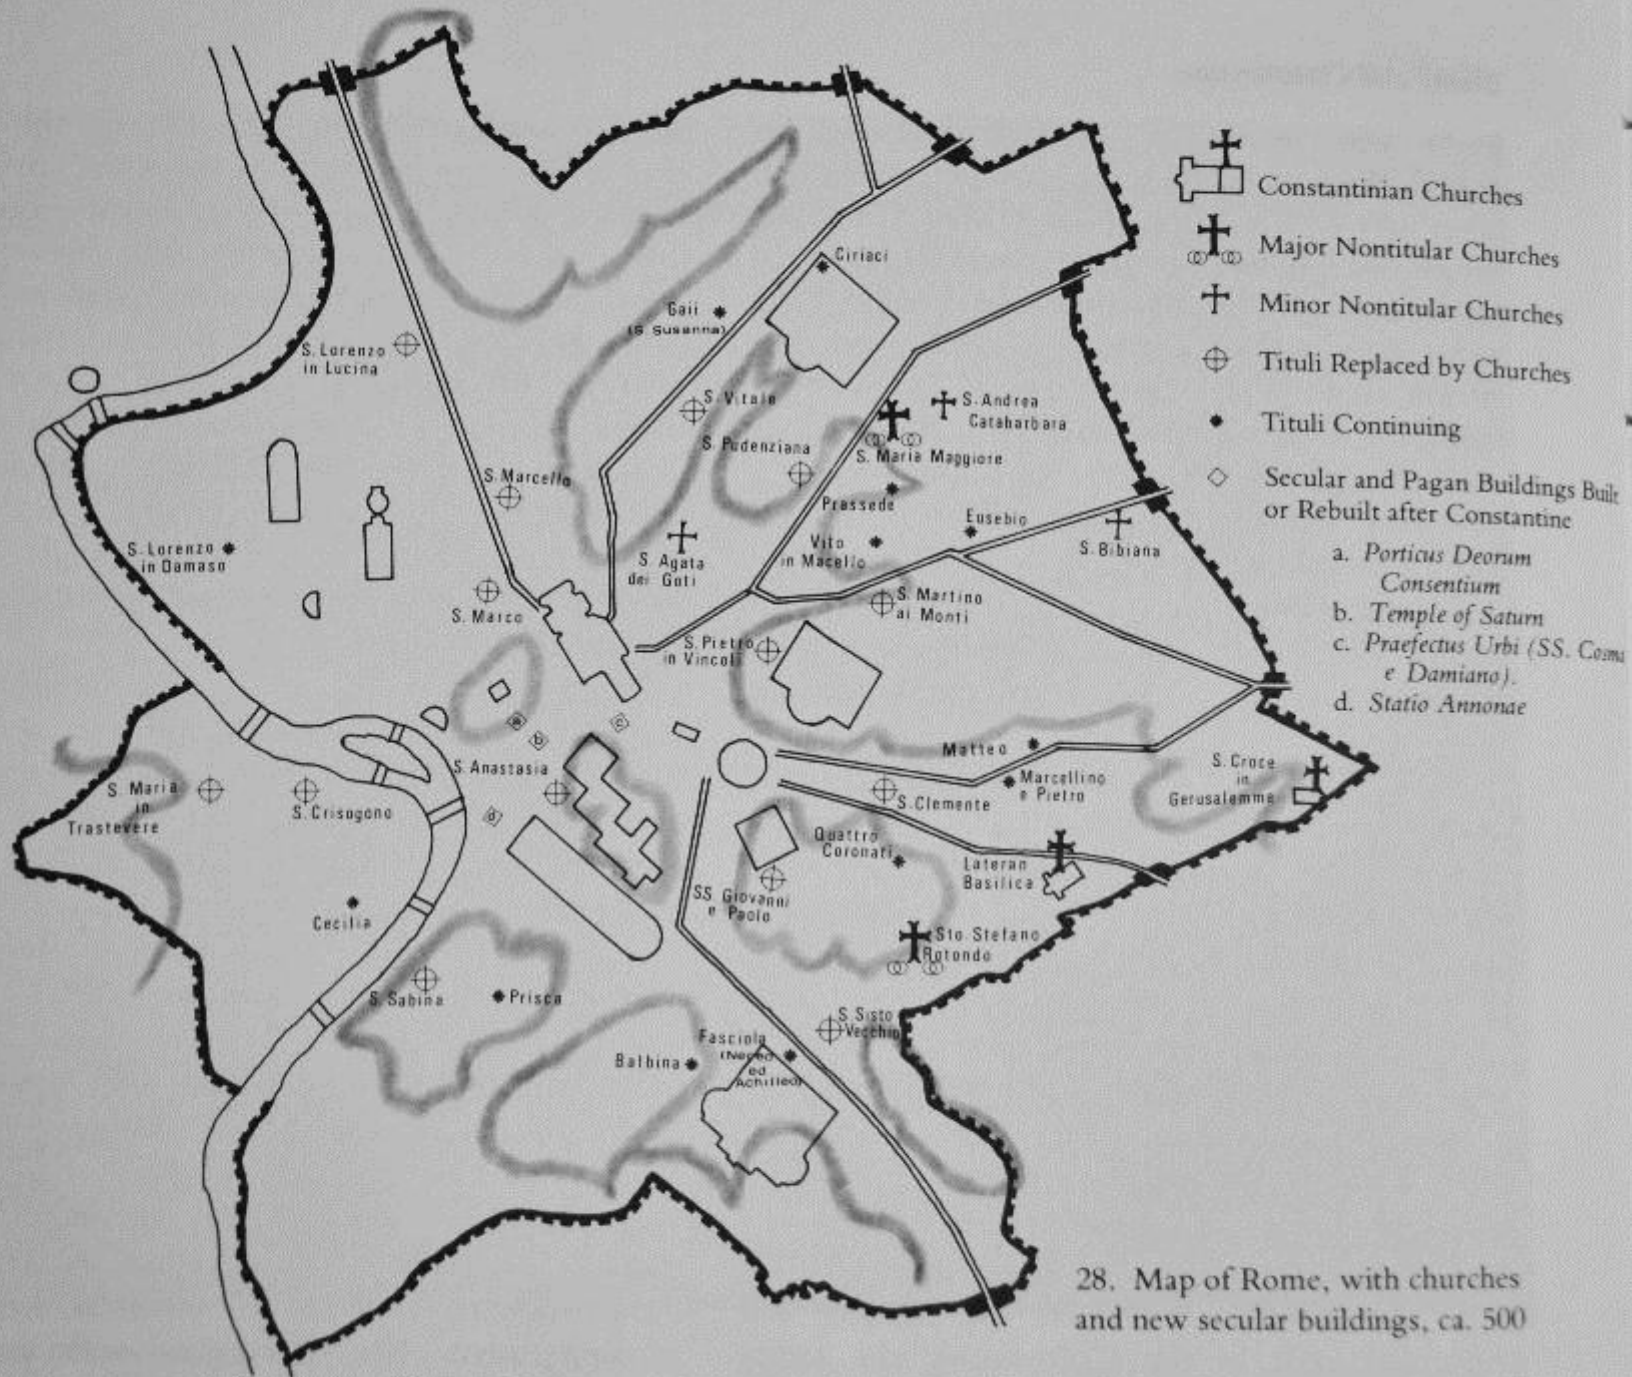 Constantinian Churches
Major Nontitular Churches
Minor Nontitular Churches
Tituli Replaced by Churches
Tituli Continuing
Secular and Pagan Buildings Built
or Rebuilt after Constantine
a. Porticus Deorum
Consentium
b. Temple of Saturn
c. Praefectus Urbi (SS. Cosma
e Damiano).
d. Statio Annonae
Ciriaci
Gaii
(S Susanna)
S. Lorenzo
in Lucina
S. Vitale
S. Andrea
Catabarbara
S. Pudenziana
S. Maria Maggiore
S. Marcello
Prassede
Eusebio
S. Lorenzo
in Damaso
Vito
in Macello
S. Bibiana
S. Agata
dei Goti
S. Marco
S. Martino
ai Monti
S. Pietro
in Vincoli
a
c
b
Matteo
S. Croce
in
Gerusalemme
S. Anastasia
Marcellino
e Pietro
S. Maria
in
Trastevere
S. Crisogono
S. Clemente
d
Quattro
Coronati
Lateran
Basilica
SS. Giovanni
e Paolo
Cecilia
Sto. Stefano
Rotondo
S. Sabina
Prisca
S. Sisto
Vecchio
Fasciola
(Nereo
ed
Achilleo)
Balbina
28. Map of Rome, with churches
and new secular buildings, ca. 500